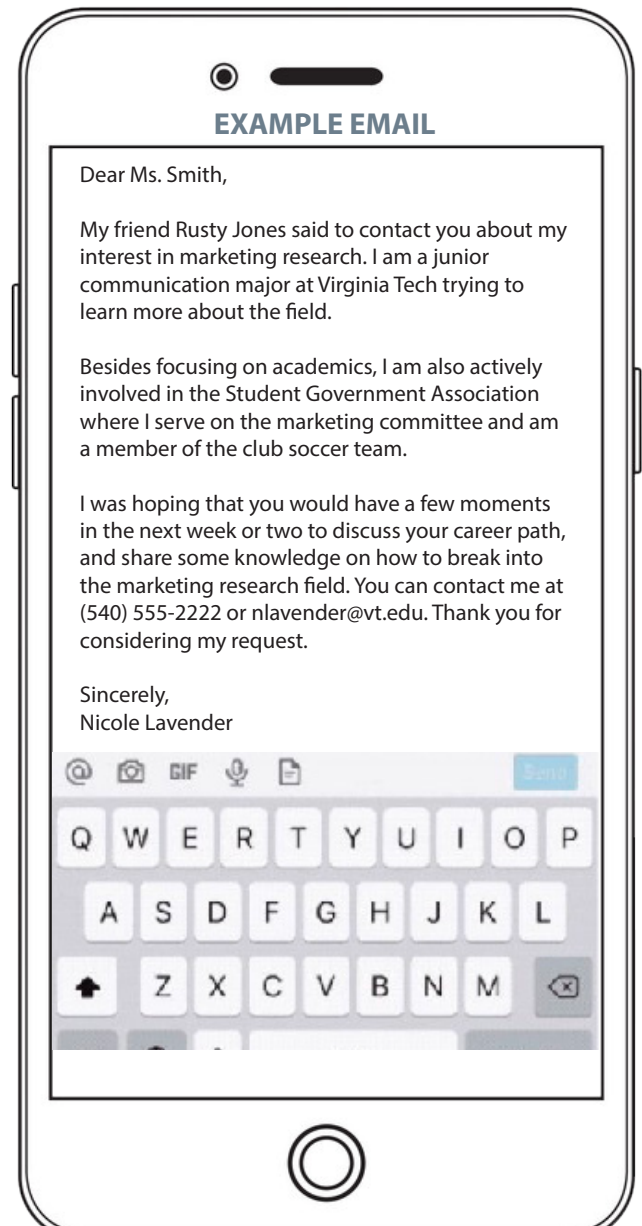 EXAMPLE EMAIL
Dear Ms. Smith,
My friend Rusty Jones said to contact you about my
interest in marketing research. I am a junior
communication major at Virginia Tech trying to
learn more about the field.
Besides focusing on academics, I am also actively
involved in the Student Government Association
where I serve on the marketing committee and am
a member of the club soccer team.
I was hoping that you would have a few moments
in the next week or two to discuss your career path,
and share some knowledge on how to break into
the marketing research field. You can contact me at
(540) 555-2222 or nlavender@vt.edu. Thank you for
considering my request.
Sincerely,
Nicole Lavender
@ GIF Send
Q W E R T Y U I O P
A S D F G H J K L
Z X C V B N M